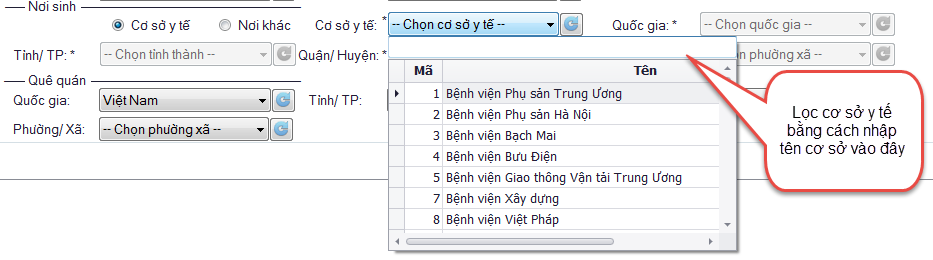 Nơi sinh
Cơ sở y tế Nơi khác Cơ sở y tế: * -- Chọn cơ sở y tế -- Quốc gia: * -- Chọn quốc gia --
Tỉnh/ TP: * -- Chọn tỉnh thành -- Quận/ Huyện: * phường xã --
Mã Tên
Quê quán
1 Bệnh viện Phụ sản Trung Ương
Quốc gia: Việt Nam Tỉnh/ TP:
2 Bệnh viện Phụ sản Hà Nội
Phường/ Xã: -- Chọn phường xã --
3 Bệnh viện Bạch Mai
4 Bệnh viện Bưu Điện
5 Bệnh viện Giao thông Vận tải Trung Ương
7 Bệnh viện Xây dựng
8 Bệnh viện Việt Pháp
Lọc cơ sở y tế
bằng cách nhập
tên cơ sở vào đây